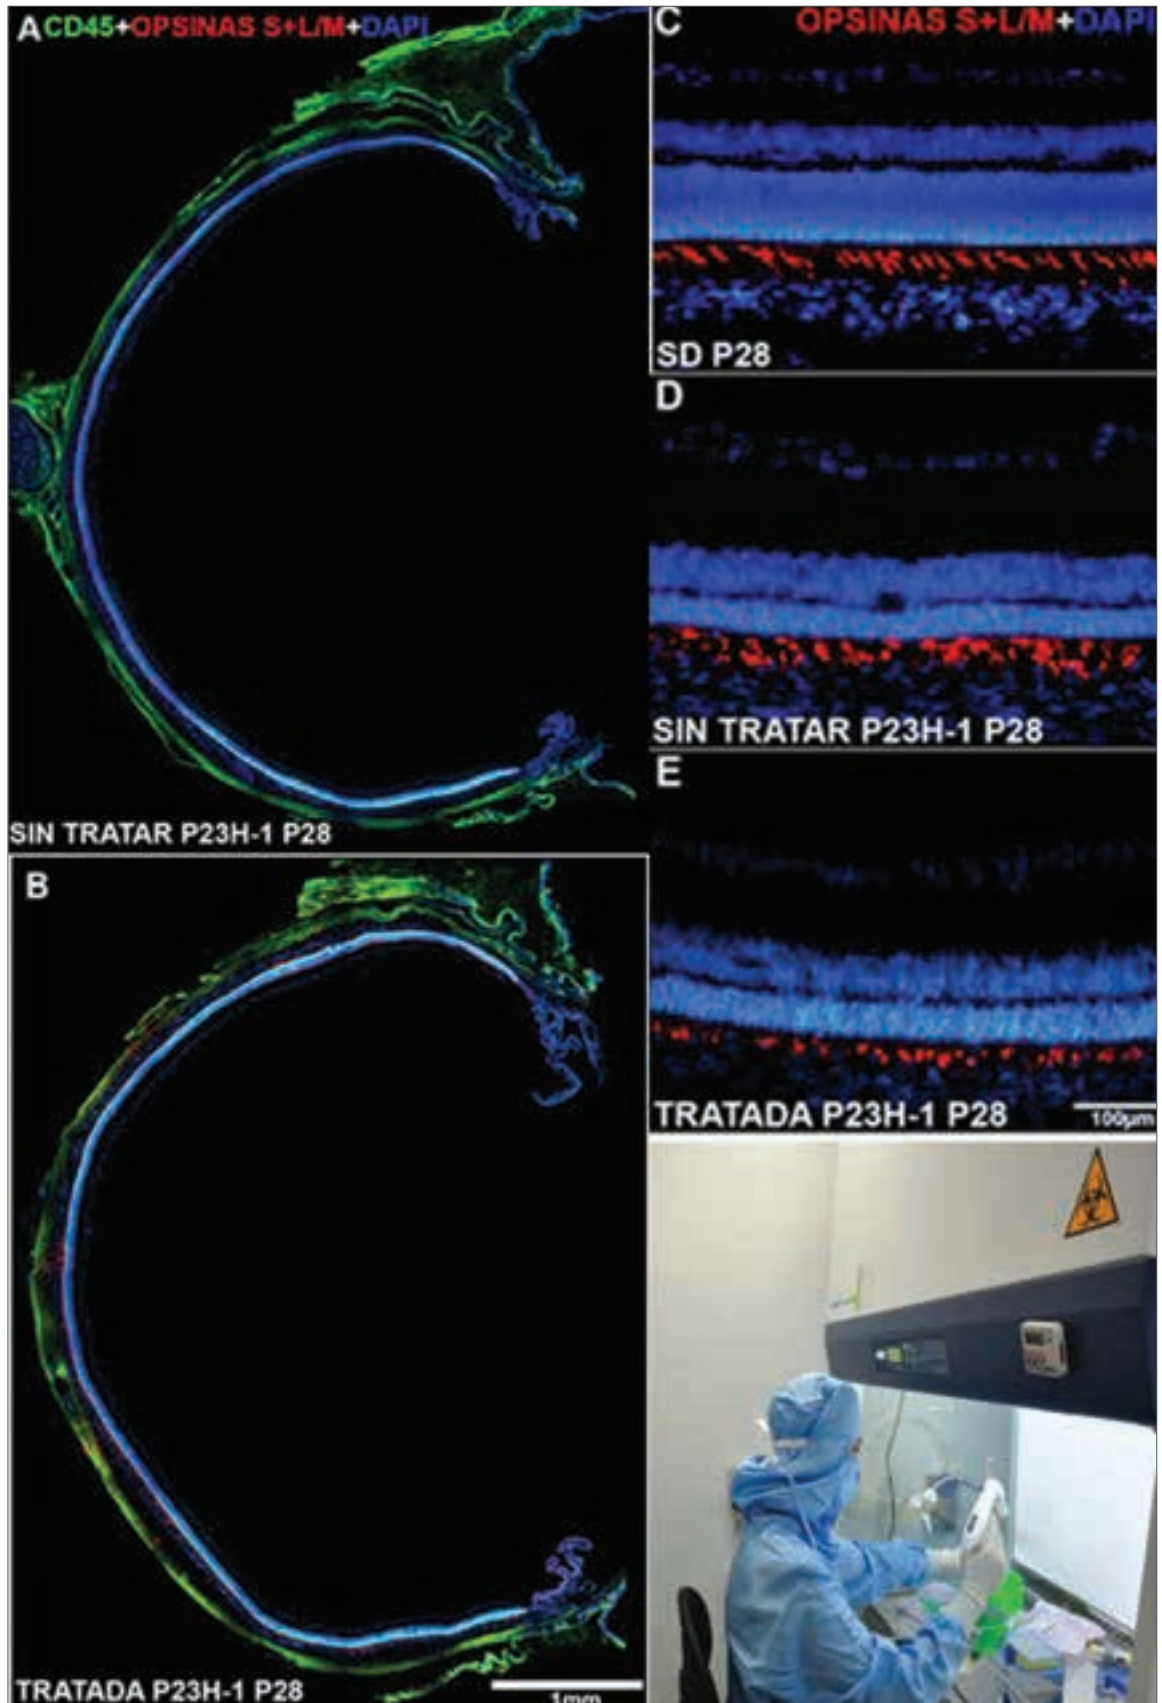 A CD45+OPSINAS S+L/M+DAPI
SIN TRATAR P23H-1 P28
B
TRATADA P23H-1 P28
1mm
C OPSINAS S+L/M+DAPI
SD P28
D
SIN TRATAR P23H-1 P28
E
TRATADA P23H-1 P28
100µm